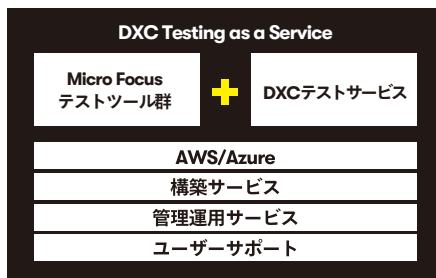 DXC Testing as a Service
Micro Focus
テストツール群
DXCテストサービス
AWS/Azure
構築サービス
管理運用サービス
ユーザーサポート